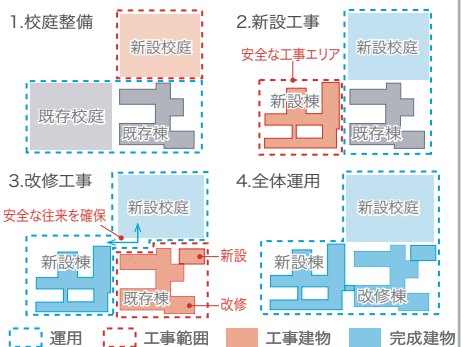 1.校庭整備
新設校庭
既存校庭
既存棟
2.新設工事
新設校庭
安全な工事エリア
新設棟
既存棟
3.改修工事
新設校庭
安全な往来を確保
新設棟
既存棟
新設
改修
4.全体運用
新設校庭
新設棟
改修棟
運用 工事範囲 工事建物 完成建物